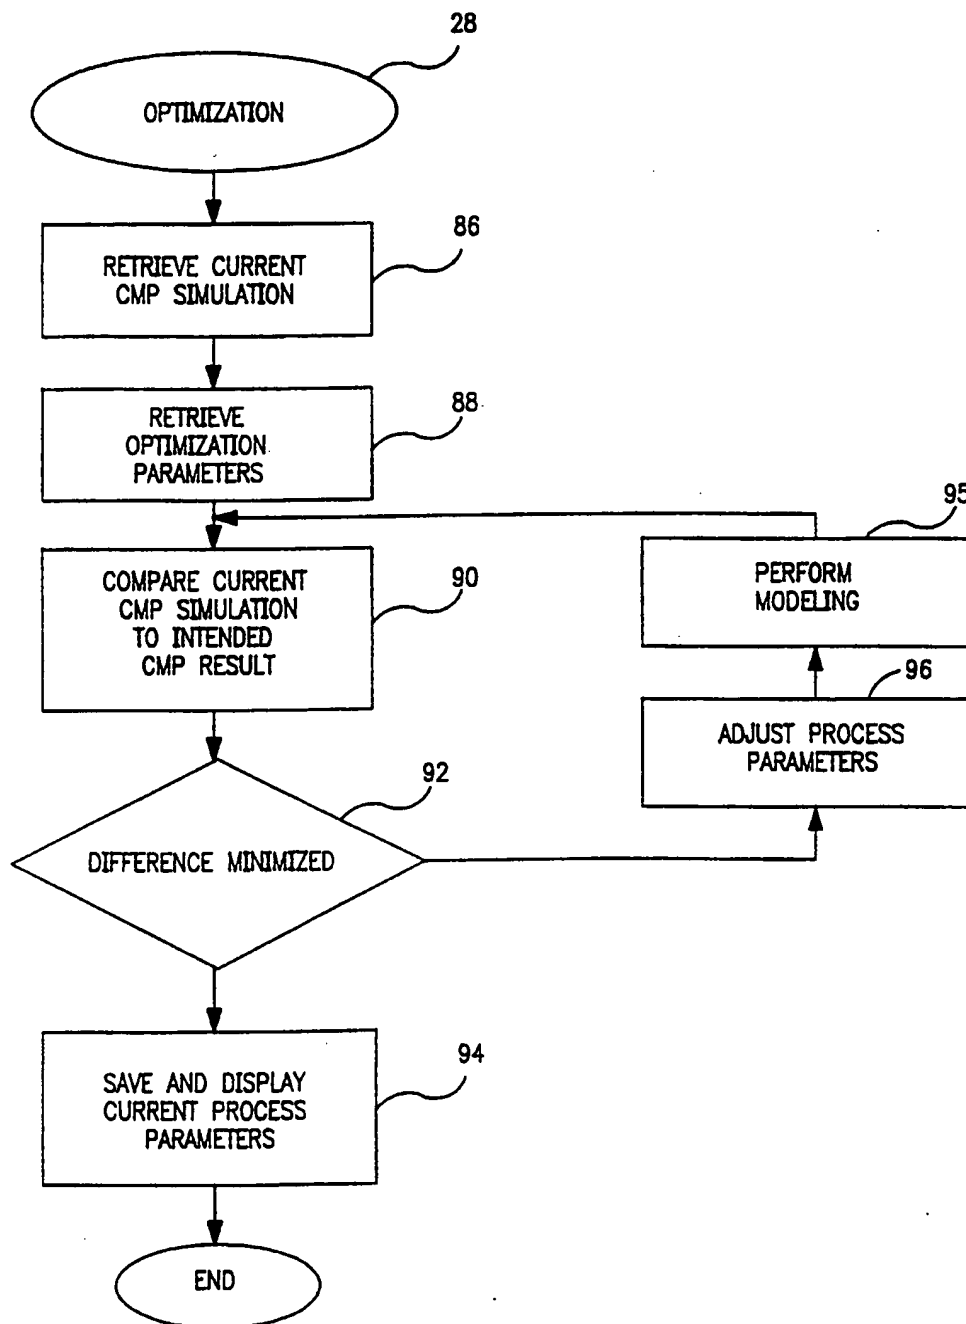 28
OPTIMIZATION
86
RETRIEVE CURRENT
CMP SIMULATION
88
RETRIEVE
OPTIMIZATION
PARAMETERS
95
PERFORM
MODELING
90
COMPARE CURRENT
CMP SIMULATION
TO INTENDED
CMP RESULT
96
ADJUST PROCESS
PARAMETERS
92
DIFFERENCE MINIMIZED
94
SAVE AND DISPLAY
CURRENT PROCESS
PARAMETERS
END